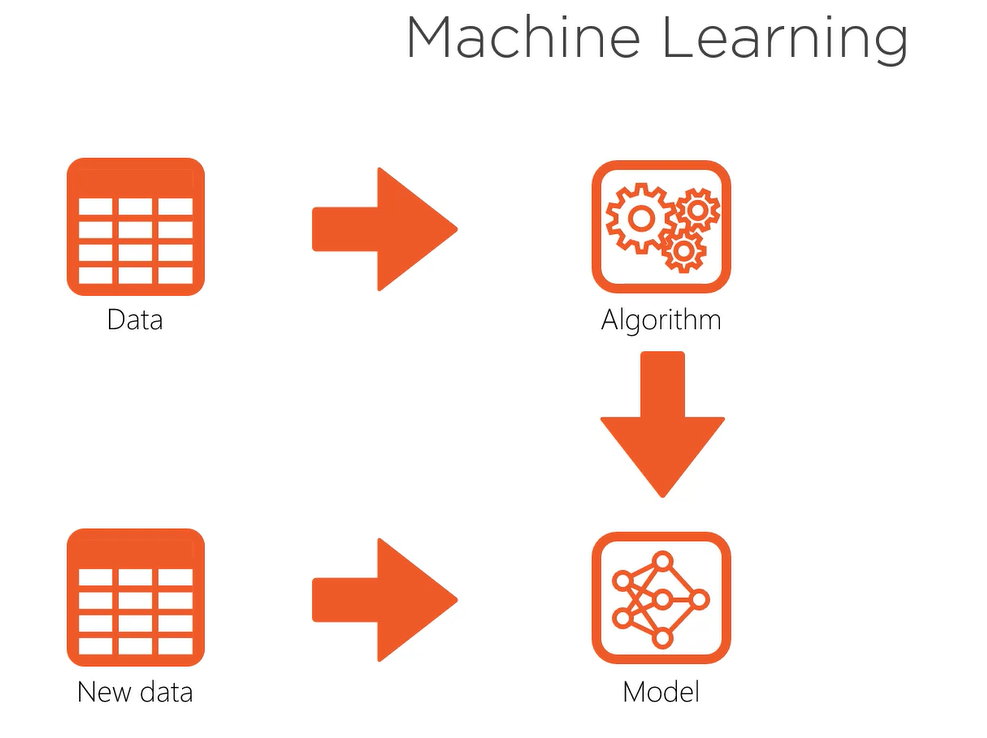 Machine Learning
Data
Algorithm
New data
Model